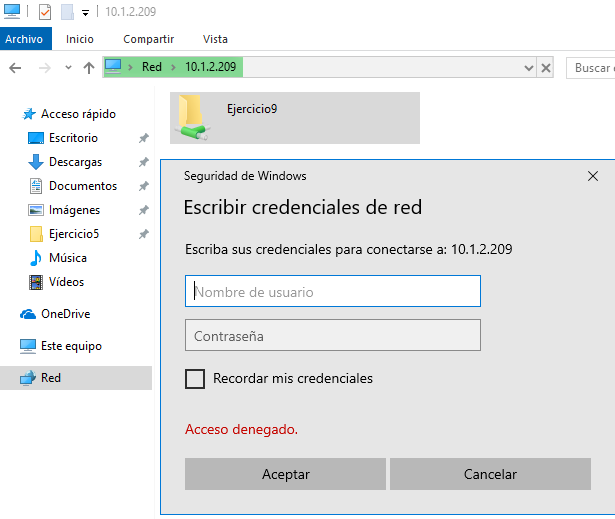 10.1.2.209
Archivo Inicio Compartir Vista
Red 10.1.2.209
Buscar
Acceso rápido
Escritorio
Descargas
Documentos
Imágenes
Ejercicio5
Música
Vídeos
OneDrive
Este equipo
Red
Ejercicio9
Seguridad de Windows
Escribir credenciales de red
Escriba sus credenciales para conectarse a: 10.1.2.209
Nombre de usuario
Contraseña
Recordar mis credenciales
Acceso denegado.
Aceptar Cancelar